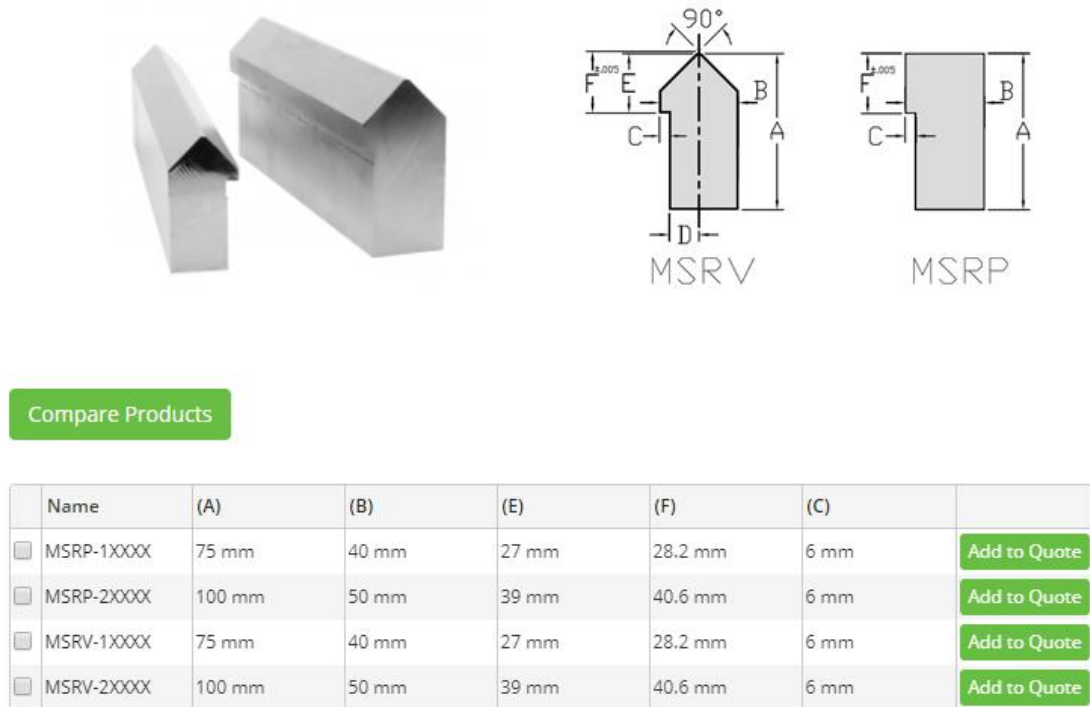 90°
F±.005 E B
C A
D
MSRV
F±.005 B
C A
MSRP
Compare Products
Name (A) (B) (E) (F) (C)
MSRP-1XXXX 75 mm 40 mm 27 mm 28.2 mm 6 mm Add to Quote
MSRP-2XXXX 100 mm 50 mm 39 mm 40.6 mm 6 mm Add to Quote
MSRV-1XXXX 75 mm 40 mm 27 mm 28.2 mm 6 mm Add to Quote
MSRV-2XXXX 100 mm 50 mm 39 mm 40.6 mm 6 mm Add to Quote